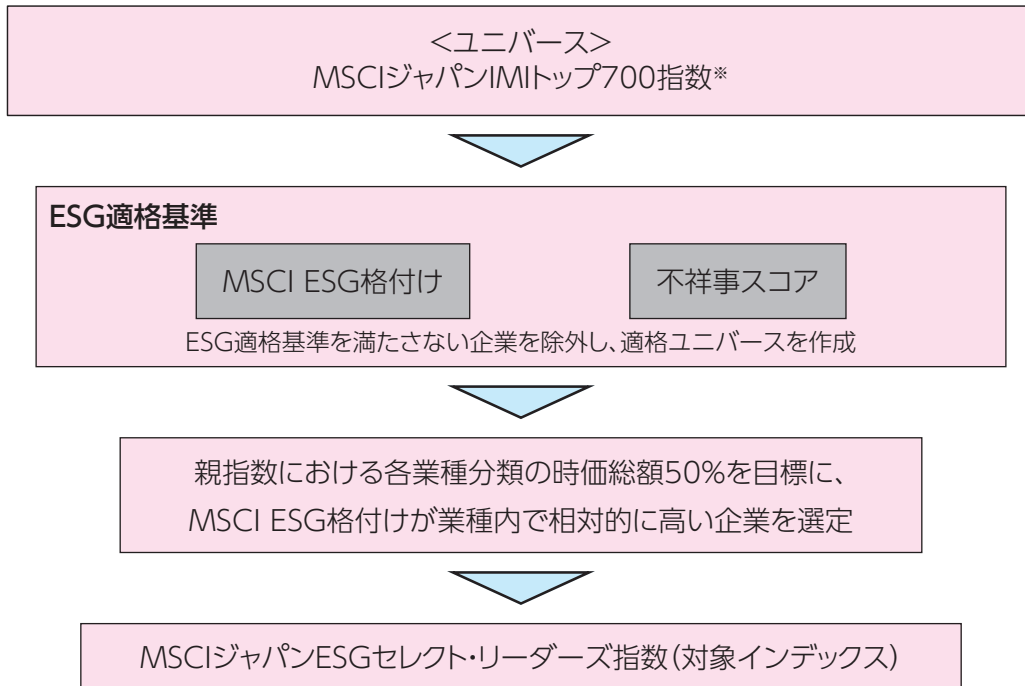 <ユニバース>
MSCIジャパンIMIトップ700指数※
ESG適格基準
MSCI ESG格付け
不祥事スコア
ESG適格基準を満たさない企業を除外し、適格ユニバースを作成
親指数における各業種分類の時価総額50%を目標に、
MSCI ESG格付けが業種内で相対的に高い企業を選定
MSCIジャパンESGセレクト・リーダーズ指数(対象インデックス)